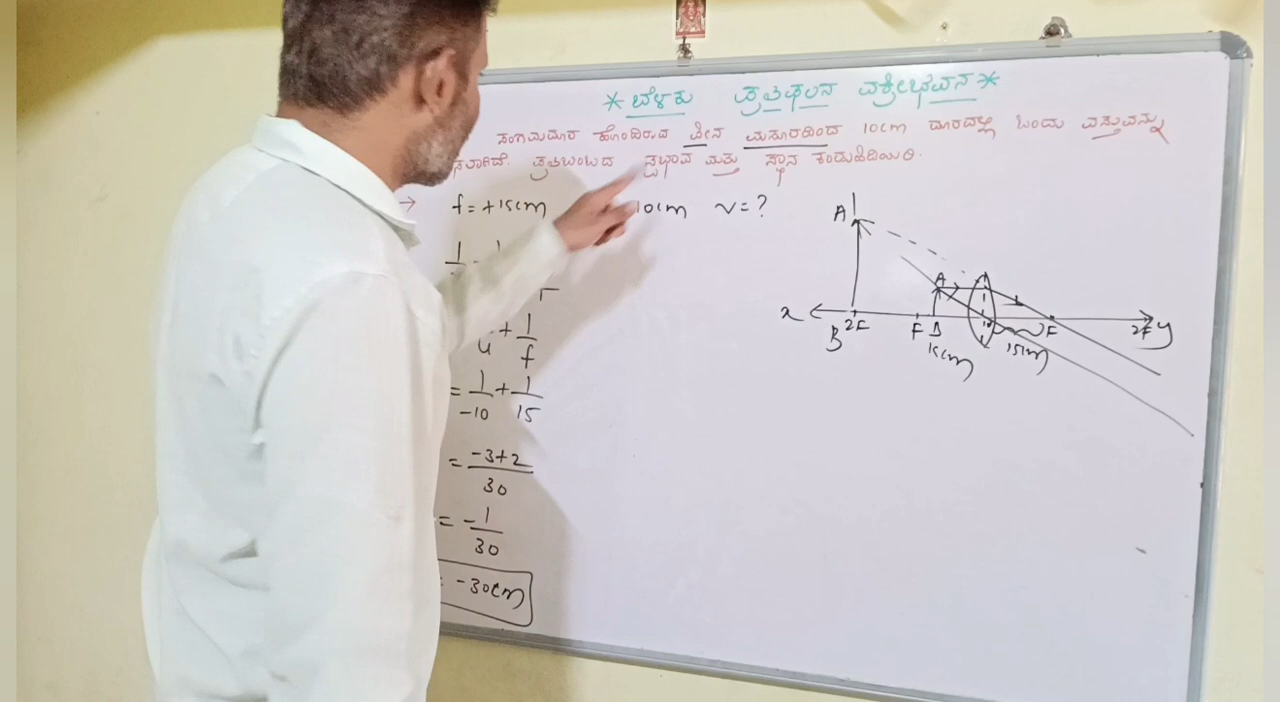 * ಬೆಳಕು ಪ್ರತಿಫಲನ ವಕ್ರೀಭವನ *
ಸಂಗಮದೂರ ಹೊಂದಿರುವ ಪೀನ ಮಸೂರದಿಂದ 10cm ದೂರದಲ್ಲಿ ಒಂದು ವಸ್ತುವನ್ನು
ಪ್ರತಿಬಿಂಬದ ಸ್ವಭಾವ ಮತ್ತು ಸ್ಥಾನ ಕಂಡುಹಿಡಿಯಿರಿ.
→ f = +15cm 10cm v = ?
u + 1/f
= 1/-10 + 1/15
= -3+2/30
= -1/30
= -30cm
A
A
x B 2F F B F 2F y
15cm